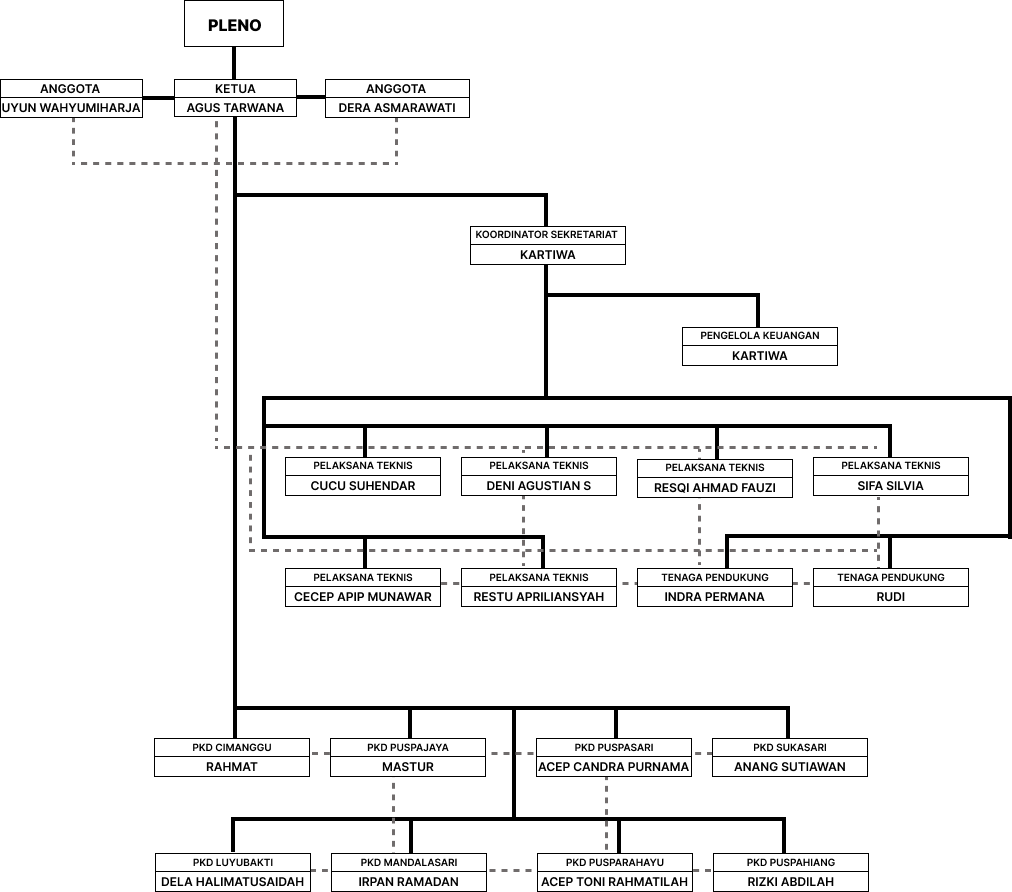 PLENO
ANGGOTA
UYUN WAHYUMIHARJA
KETUA
AGUS TARWANA
ANGGOTA
DERA ASMARAWATI
KOORDINATOR SEKRETARIAT
KARTIWA
PENGELOLA KEUANGAN
KARTIWA
PELAKSANA TEKNIS
CUCU SUHENDAR
PELAKSANA TEKNIS
DENI AGUSTIAN S
PELAKSANA TEKNIS
RESQI AHMAD FAUZI
PELAKSANA TEKNIS
SIFA SILVIA
PELAKSANA TEKNIS
CECEP APIP MUNAWAR
PELAKSANA TEKNIS
RESTU APRILIANSYAH
TENAGA PENDUKUNG
INDRA PERMANA
TENAGA PENDUKUNG
RUDI
PKD CIMANGGU
RAHMAT
PKD PUSPAJAYA
MASTUR
PKD PUSPASARI
ACEP CANDRA PURNAMA
PKD SUKASARI
ANANG SUTIAWAN
PKD LUYUBAKTI
DELA HALIMATUSAIDAH
PKD MANDALASARI
IRPAN RAMADAN
PKD PUSPARAHAYU
ACEP TONI RAHMATILAH
PKD PUSPAHIANG
RIZKI ABDILAH